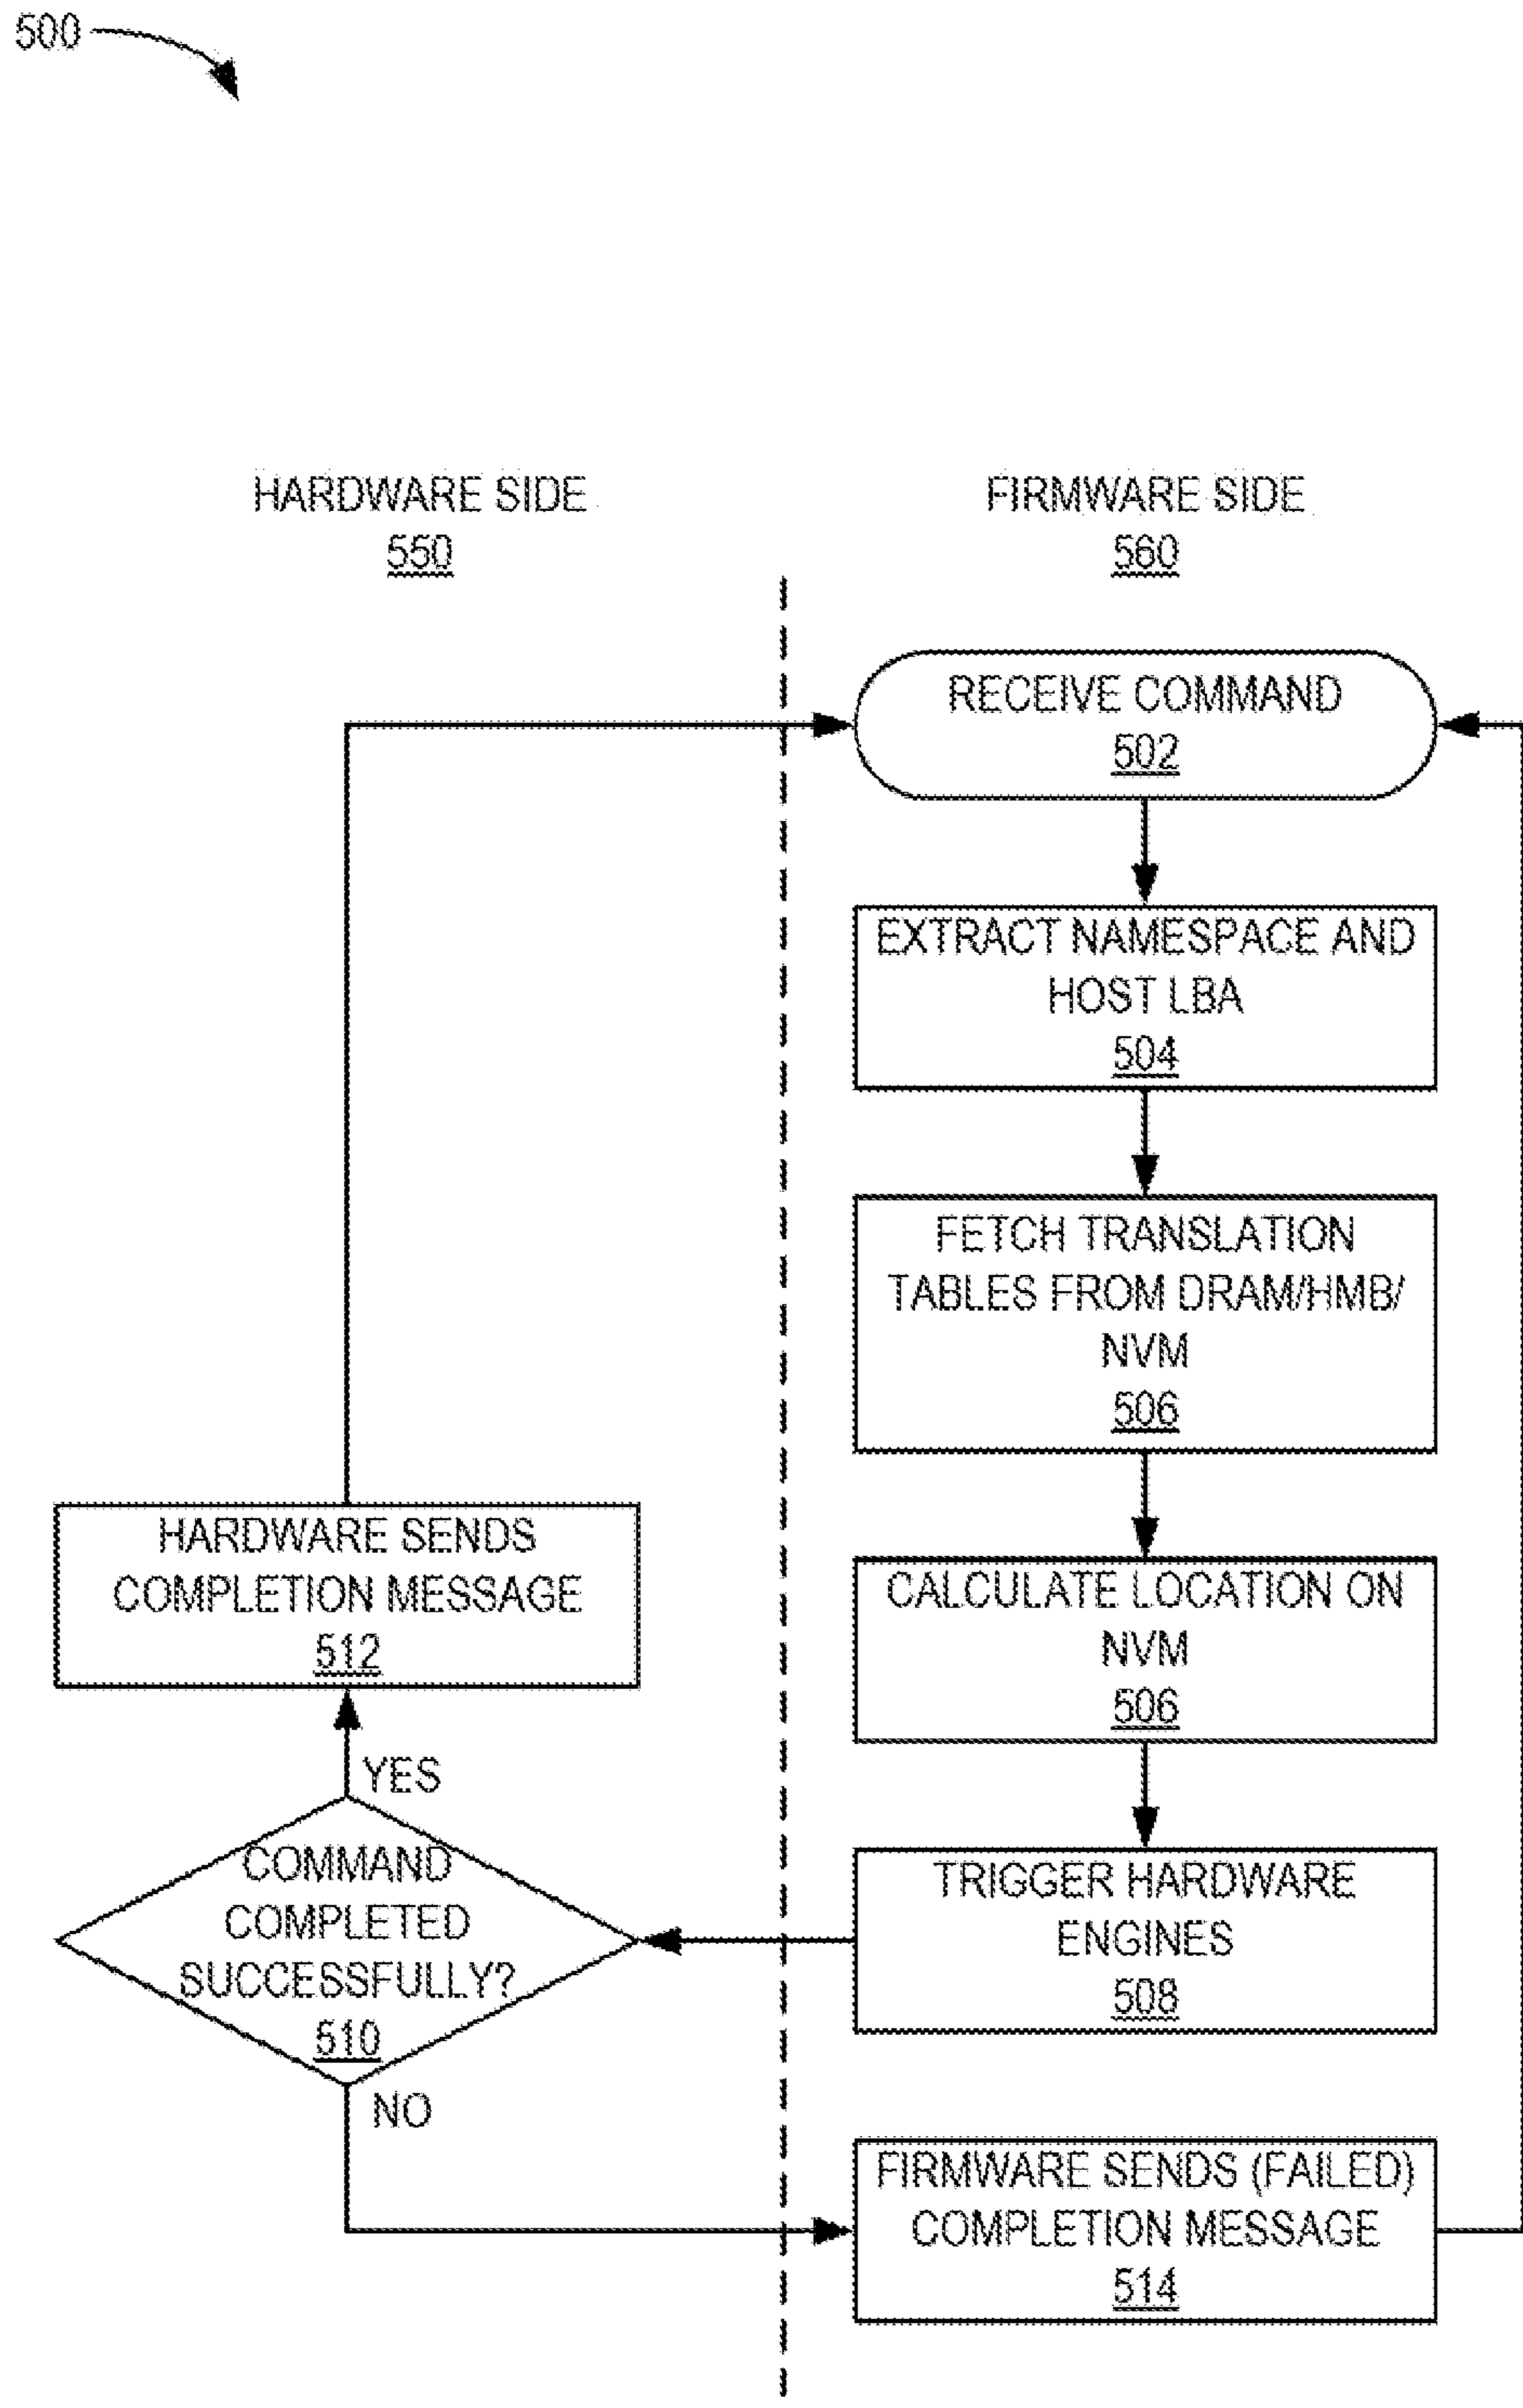 500
HARDWARE SIDE
550
FIRMWARE SIDE
560
RECEIVE COMMAND
502
EXTRACT NAMESPACE AND
HOST LBA
504
FETCH TRANSLATION
TABLES FROM DRAM/HMB/
NVM
506
CALCULATE LOCATION ON
NVM
506
TRIGGER HARDWARE
ENGINES
508
HARDWARE SENDS
COMPLETION MESSAGE
512
YES
COMMAND
COMPLETED
SUCCESSFULLY?
510
NO
FIRMWARE SENDS (FAILED)
COMPLETION MESSAGE
514